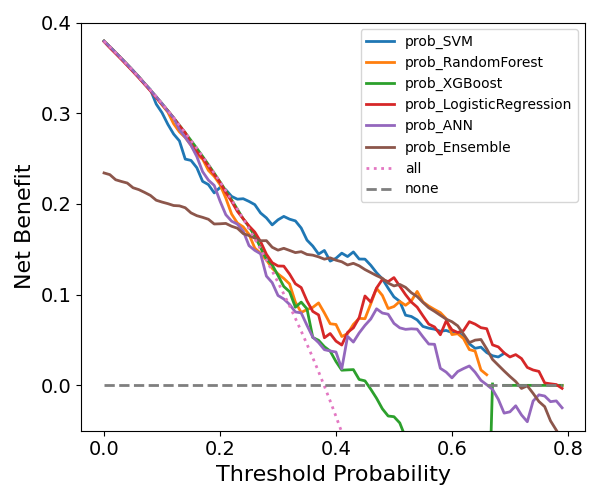 0.4
0.3
0.2
0.1
0.0
Net Benefit
prob_SVM
prob_RandomForest
prob_XGBoost
prob_LogisticRegression
prob_ANN
prob_Ensemble
all
none
0.0 0.2 0.4 0.6 0.8
Threshold Probability